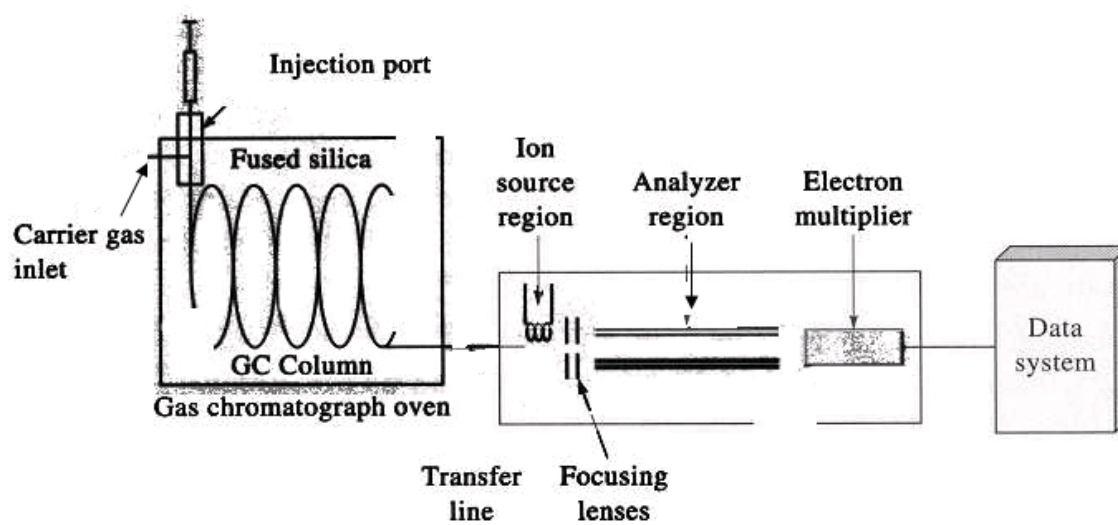 Injection port
Fused silica
Carrier gas
inlet
GC Column
Gas chromatograph oven
Ion
source
region
Analyzer
region
Electron
multiplier
Transfer
line
Focusing
lenses
Data
system